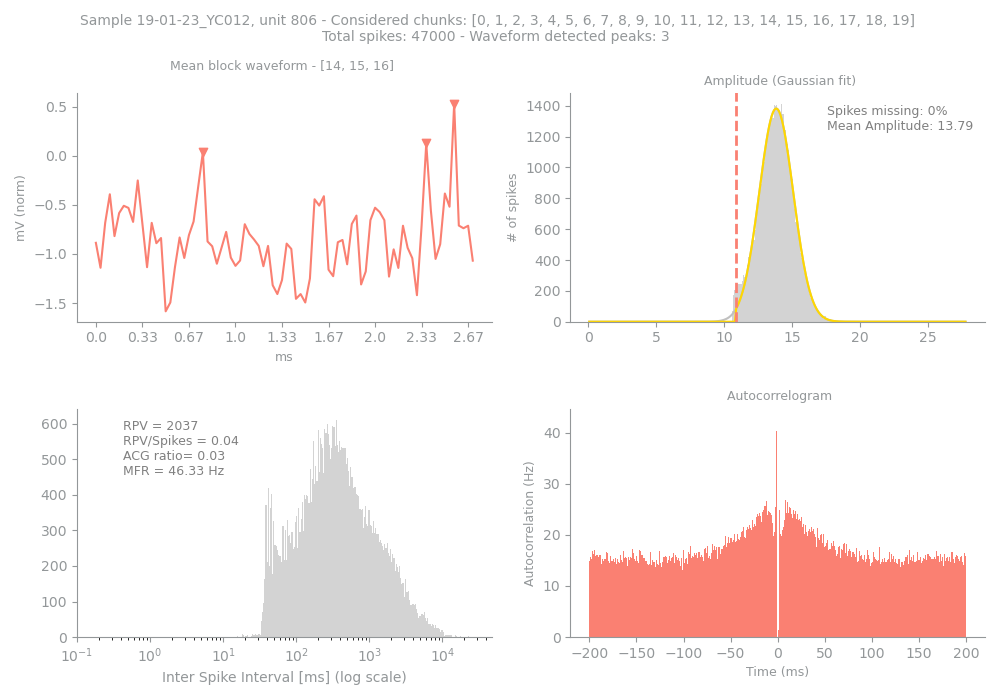 Sample 19-01-23_YC012, unit 806 - Considered chunks: [0, 1, 2, 3, 4, 5, 6, 7, 8, 9, 10, 11, 12, 13, 14, 15, 16, 17, 18, 19]
Total spikes: 47000 - Waveform detected peaks: 3
Mean block waveform - [14, 15, 16]
0.5
0.0
−0.5
−1.0
−1.5
mV (norm)
0.0 0.33 0.67 1.0 1.33 1.67 2.0 2.33 2.67
ms
Amplitude (Gaussian fit)
Spikes missing: 0%
Mean Amplitude: 13.79
1400
1200
1000
800
600
400
200
0
# of spikes
0 5 10 15 20 25
RPV = 2037
RPV/Spikes = 0.04
ACG ratio= 0.03
MFR = 46.33 Hz
600
500
400
300
200
100
0
10⁻¹ 10⁰ 10¹ 10² 10³ 10⁴
Inter Spike Interval [ms] (log scale)
Autocorrelogram
40
30
20
10
0
Autocorrelation (Hz)
−200 −150 −100 −50 0 50 100 150 200
Time (ms)